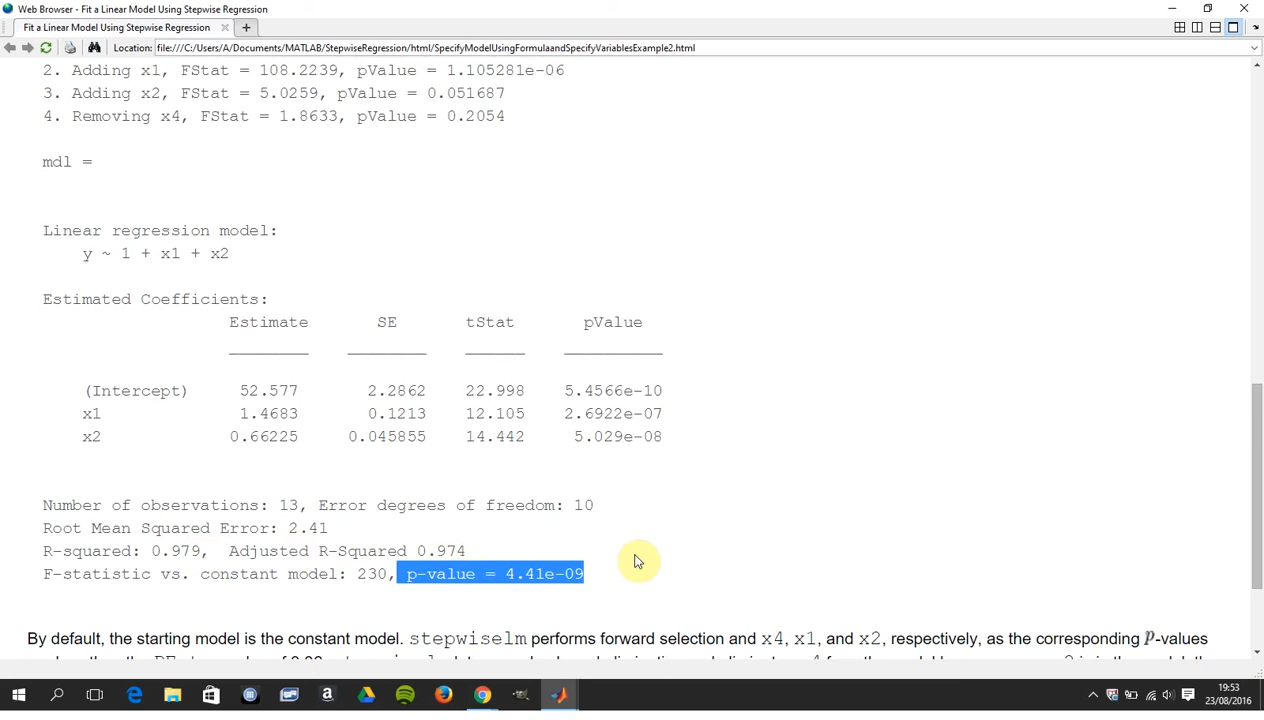 Web Browser - Fit a Linear Model Using Stepwise Regression
Fit a Linear Model Using Stepwise Regression
Location: file:///C:/Users/A/Documents/MATLAB/StepwiseRegression/html/SpecifyModelUsingFormulaandSpecifyVariablesExample2.html
2. Adding x1, FStat = 108.2239, pValue = 1.105281e-06
3. Adding x2, FStat = 5.0259, pValue = 0.051687
4. Removing x4, FStat = 1.8633, pValue = 0.2054
mdl =
Linear regression model:
y ~ 1 + x1 + x2
Estimated Coefficients:
Estimate SE tStat pValue
(Intercept) 52.577 2.2862 22.998 5.4566e-10
x1 1.4683 0.1213 12.105 2.6922e-07
x2 0.66225 0.045855 14.442 5.029e-08
Number of observations: 13, Error degrees of freedom: 10
Root Mean Squared Error: 2.41
R-squared: 0.979, Adjusted R-Squared 0.974
F-statistic vs. constant model: 230, p-value = 4.41e-09
By default, the starting model is the constant model. stepwiselm performs forward selection and x4, x1, and x2, respectively, as the corresponding p-values
19:53
23/08/2016